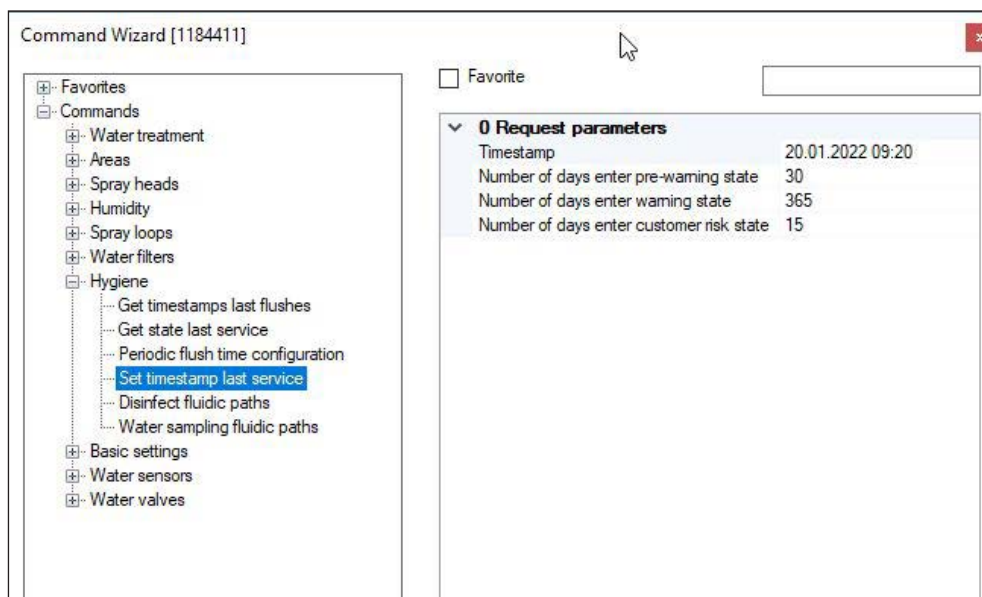 Command Wizard [1184411]
Favorites
Commands
Water treatment
Areas
Spray heads
Humidity
Spray loops
Water filters
Hygiene
Get timestamps last flushes
Get state last service
Periodic flush time configuration
Set timestamp last service
Disinfect fluidic paths
Water sampling fluidic paths
Basic settings
Water sensors
Water valves
Favorite
0 Request parameters
Timestamp 20.01.2022 09:20
Number of days enter pre-warning state 30
Number of days enter warning state 365
Number of days enter customer risk state 15